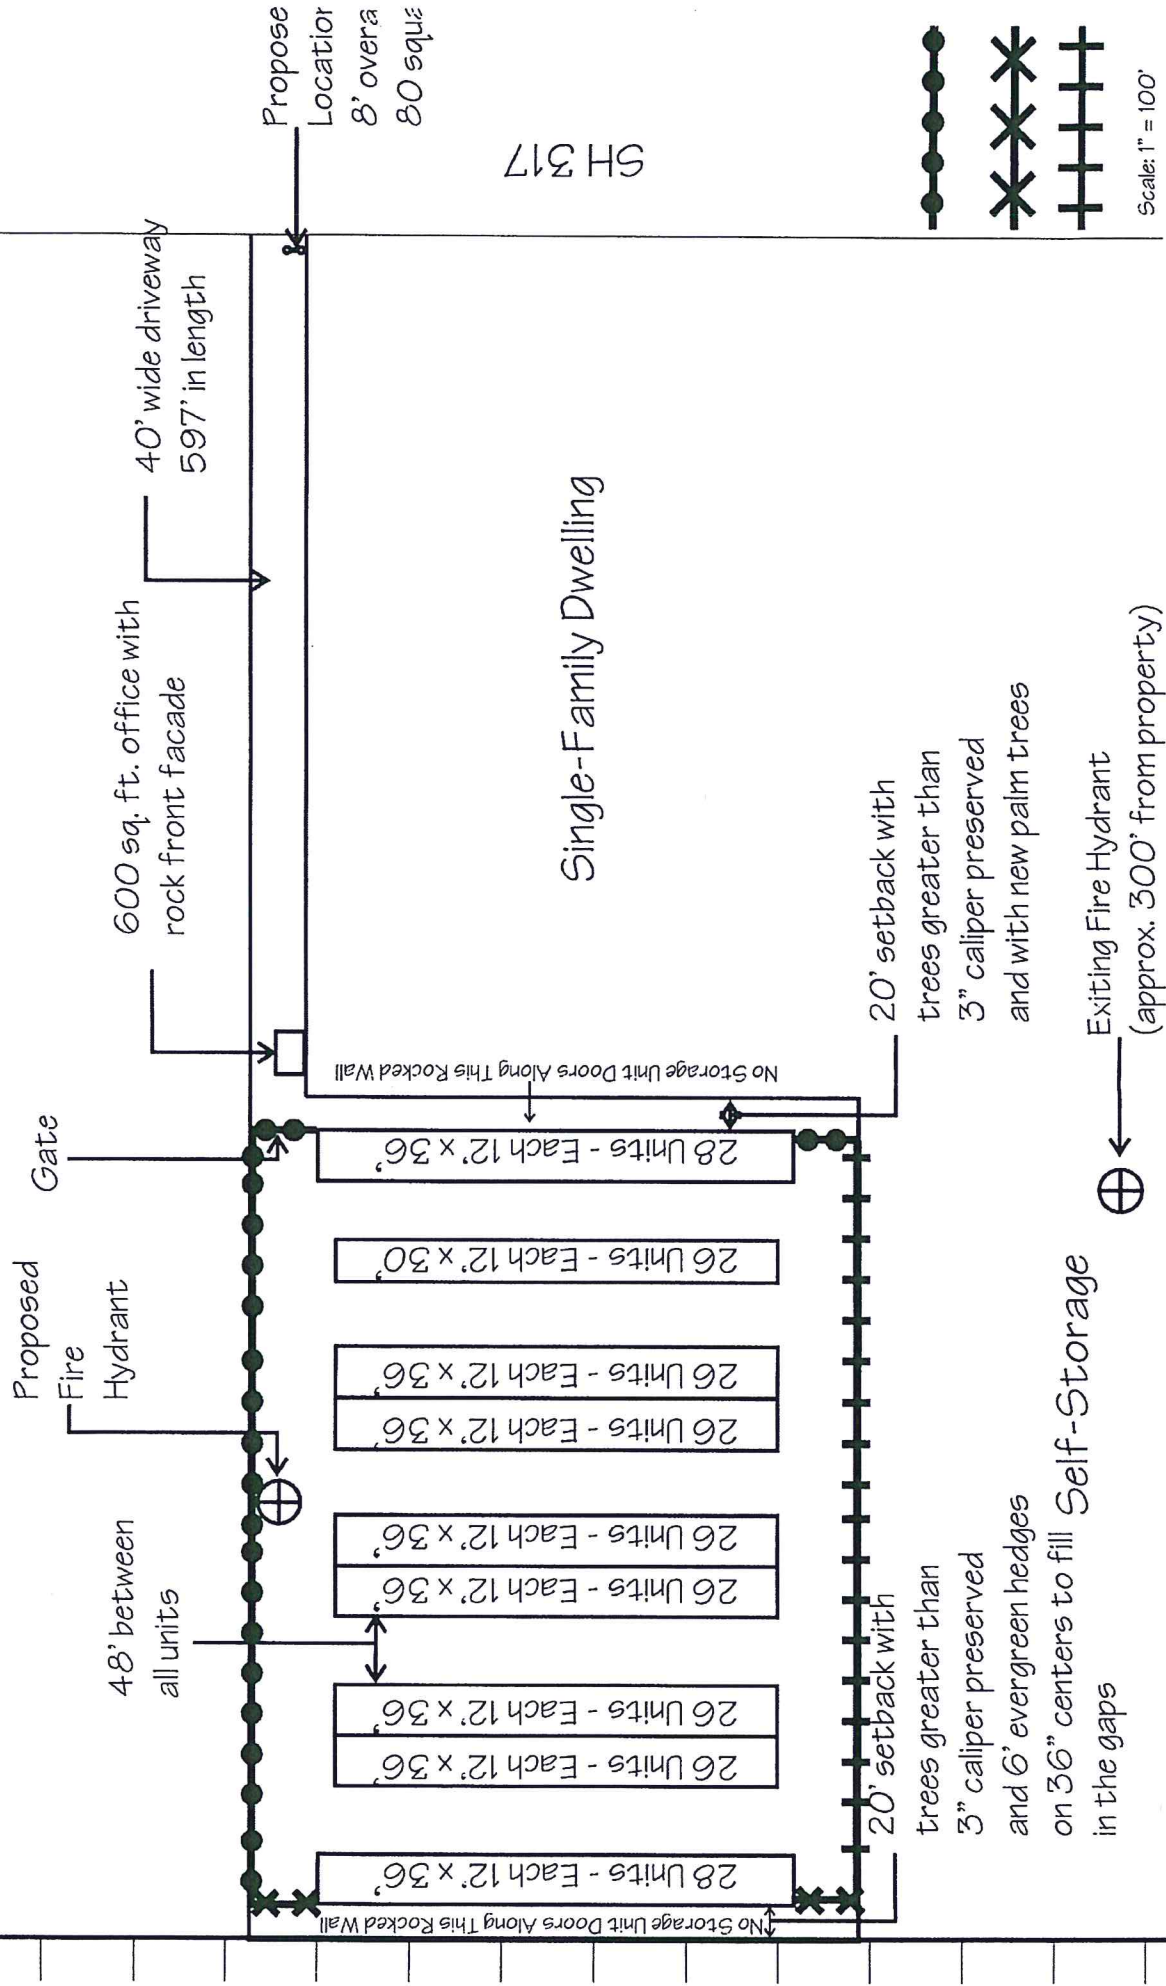 Propose
Location
8' overa
80 squa
SH 317
Scale: 1" = 100'
40' wide driveway
597' in length
600 sq. ft. office with
rock front facade
Single-Family Dwelling
Gate
No Storage Unit Doors Along This Rocked Wall
20' setback with
trees greater than
3" caliper preserved
and with new palm trees
Exiting Fire Hydrant
(approx. 300' from property)
Proposed
Fire
Hydrant
28 Units - Each 12' x 36'
26 Units - Each 12' x 30'
26 Units - Each 12' x 36'
26 Units - Each 12' x 36'
26 Units - Each 12' x 36'
26 Units - Each 12' x 36'
26 Units - Each 12' x 36'
26 Units - Each 12' x 36'
28 Units - Each 12' x 36'
48' between
all units
No Storage Unit Doors Along This Rocked Wall
20' setback with
trees greater than
3" caliper preserved
and 6' evergreen hedges
on 36" centers to fill
in the gaps
Self-Storage